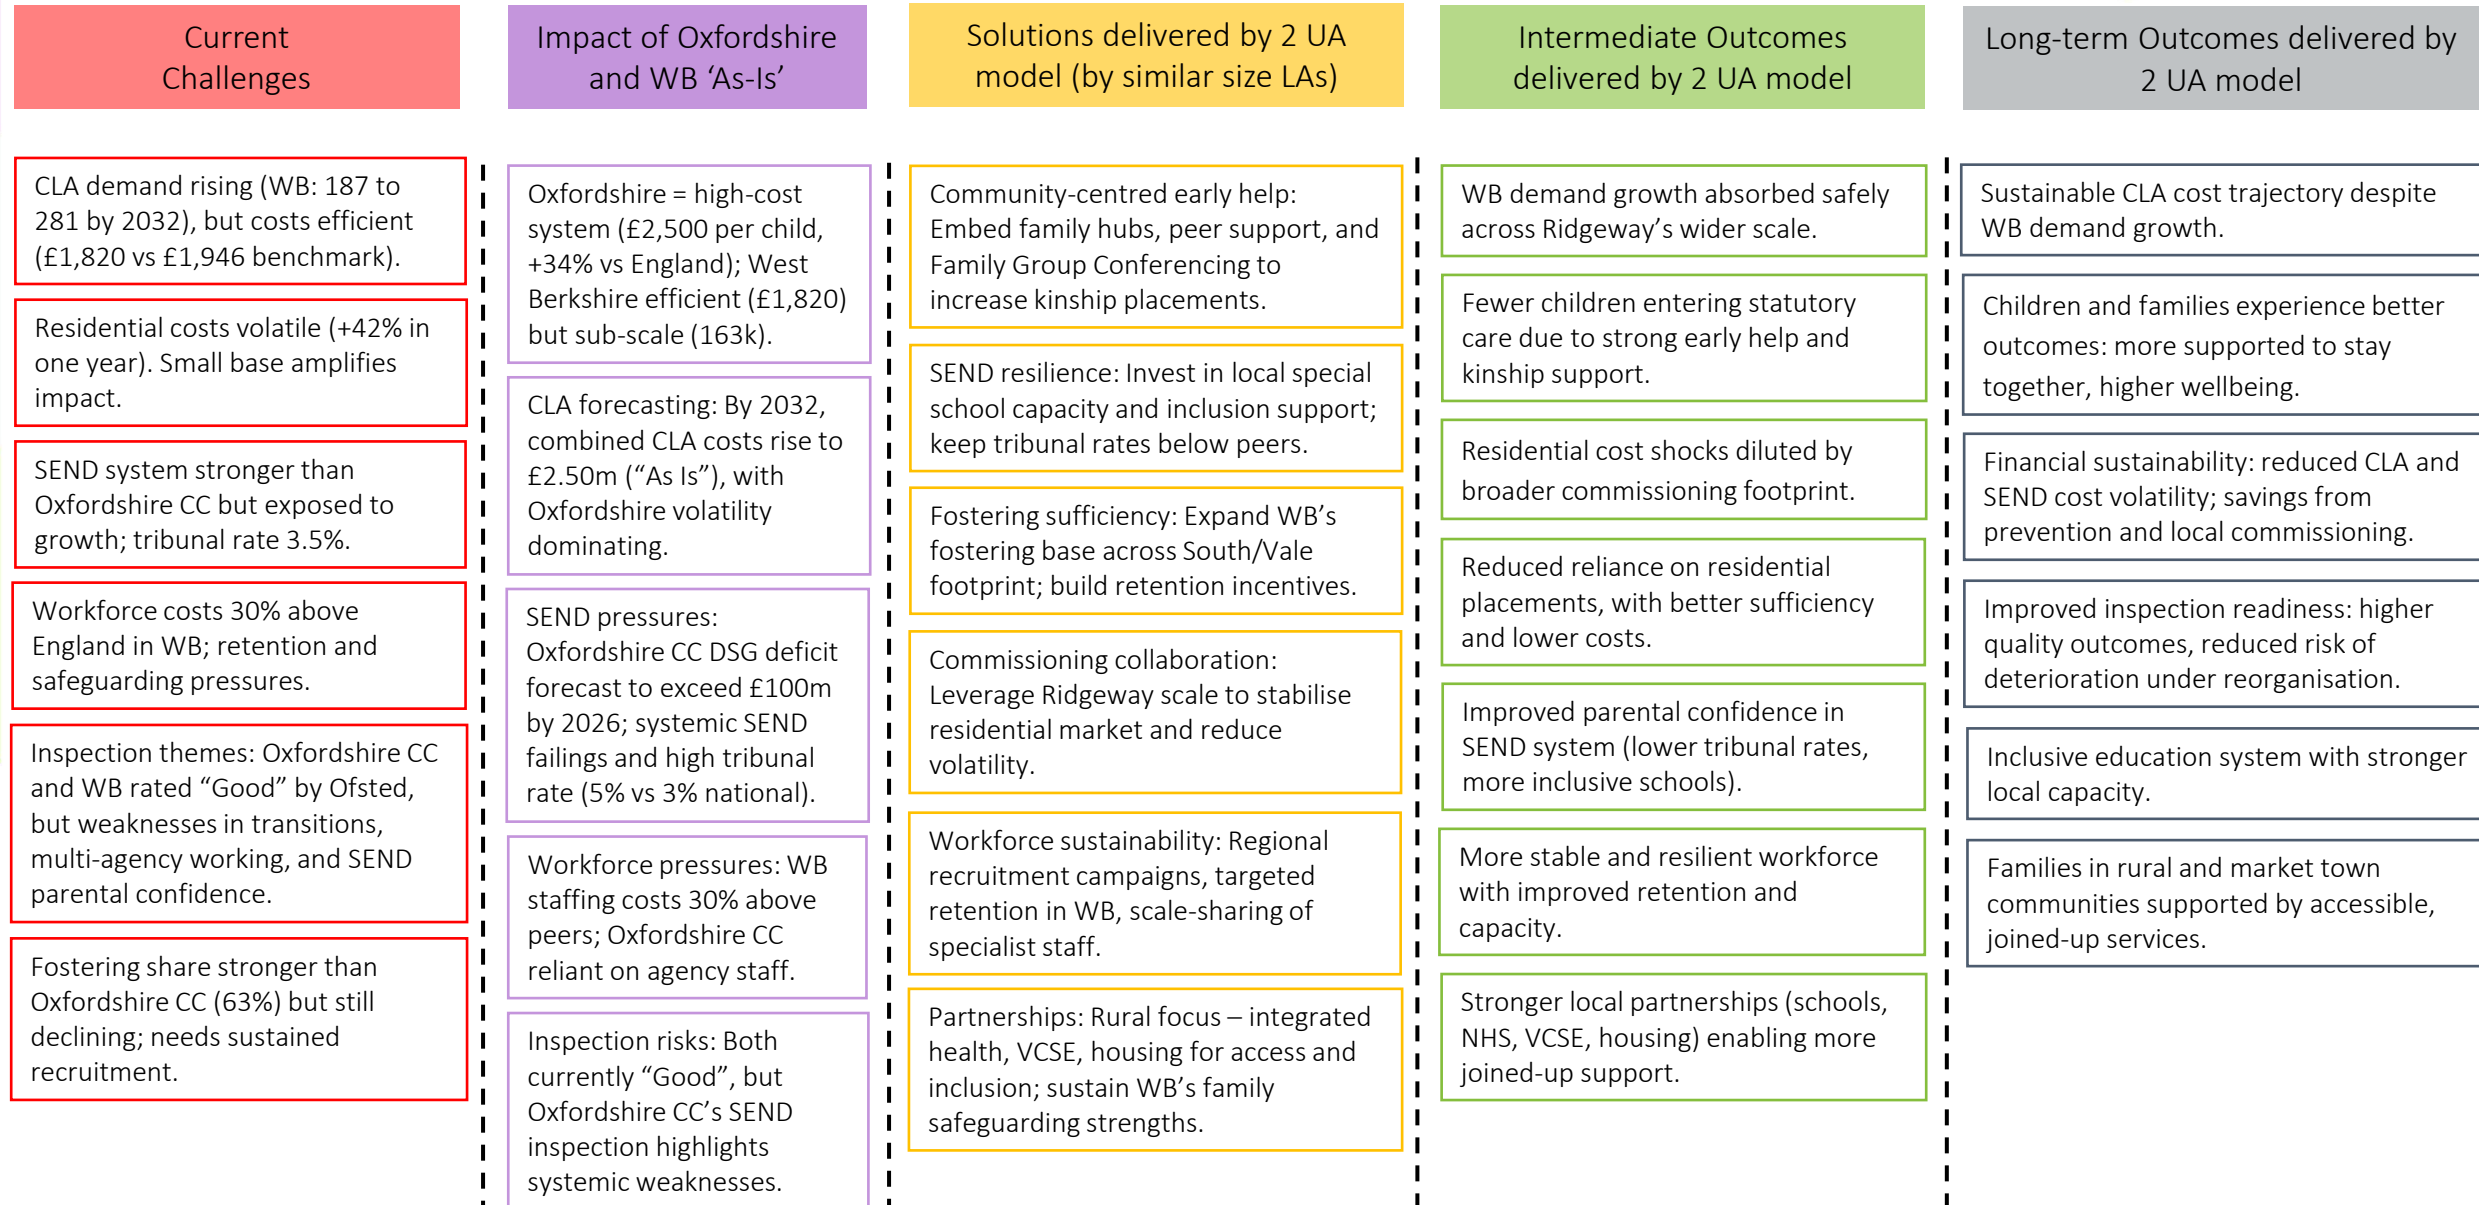 Current
Challenges
CLA demand rising (WB: 187 to
281 by 2032), but costs efficient
(£1,820 vs £1,946 benchmark).
Residential costs volatile (+42% in
one year). Small base amplifies
impact.
SEND system stronger than
Oxfordshire CC but exposed to
growth; tribunal rate 3.5%.
Workforce costs 30% above
England in WB; retention and
safeguarding pressures.
Inspection themes: Oxfordshire CC
and WB rated “Good” by Ofsted,
but weaknesses in transitions,
multi-agency working, and SEND
parental confidence.
Fostering share stronger than
Oxfordshire CC (63%) but still
declining; needs sustained
recruitment.
Impact of Oxfordshire
and WB ‘As-Is’
Oxfordshire = high-cost
system (£2,500 per child,
+34% vs England); West
Berkshire efficient (£1,820)
but sub-scale (163k).
CLA forecasting: By 2032,
combined CLA costs rise to
£2.50m (“As Is”), with
Oxfordshire volatility
dominating.
SEND pressures:
Oxfordshire CC DSG deficit
forecast to exceed £100m
by 2026; systemic SEND
failings and high tribunal
rate (5% vs 3% national).
Workforce pressures: WB
staffing costs 30% above
peers; Oxfordshire CC
reliant on agency staff.
Inspection risks: Both
currently “Good”, but
Oxfordshire CC’s SEND
inspection highlights
systemic weaknesses.
Solutions delivered by 2 UA
model (by similar size LAs)
Community-centred early help:
Embed family hubs, peer support, and
Family Group Conferencing to
increase kinship placements.
SEND resilience: Invest in local special
school capacity and inclusion support;
keep tribunal rates below peers.
Fostering sufficiency: Expand WB’s
fostering base across South/Vale
footprint; build retention incentives.
Commissioning collaboration:
Leverage Ridgeway scale to stabilise
residential market and reduce
volatility.
Workforce sustainability: Regional
recruitment campaigns, targeted
retention in WB, scale-sharing of
specialist staff.
Partnerships: Rural focus – integrated
health, VCSE, housing for access and
inclusion; sustain WB’s family
safeguarding strengths.
Intermediate Outcomes
delivered by 2 UA model
WB demand growth absorbed safely
across Ridgeway’s wider scale.
Fewer children entering statutory
care due to strong early help and
kinship support.
Residential cost shocks diluted by
broader commissioning footprint.
Reduced reliance on residential
placements, with better sufficiency
and lower costs.
Improved parental confidence in
SEND system (lower tribunal rates,
more inclusive schools).
More stable and resilient workforce
with improved retention and
capacity.
Stronger local partnerships (schools,
NHS, VCSE, housing) enabling more
joined-up support.
Long-term Outcomes delivered by
2 UA model
Sustainable CLA cost trajectory despite
WB demand growth.
Children and families experience better
outcomes: more supported to stay
together, higher wellbeing.
Financial sustainability: reduced CLA and
SEND cost volatility; savings from
prevention and local commissioning.
Improved inspection readiness: higher
quality outcomes, reduced risk of
deterioration under reorganisation.
Inclusive education system with stronger
local capacity.
Families in rural and market town
communities supported by accessible,
joined-up services.